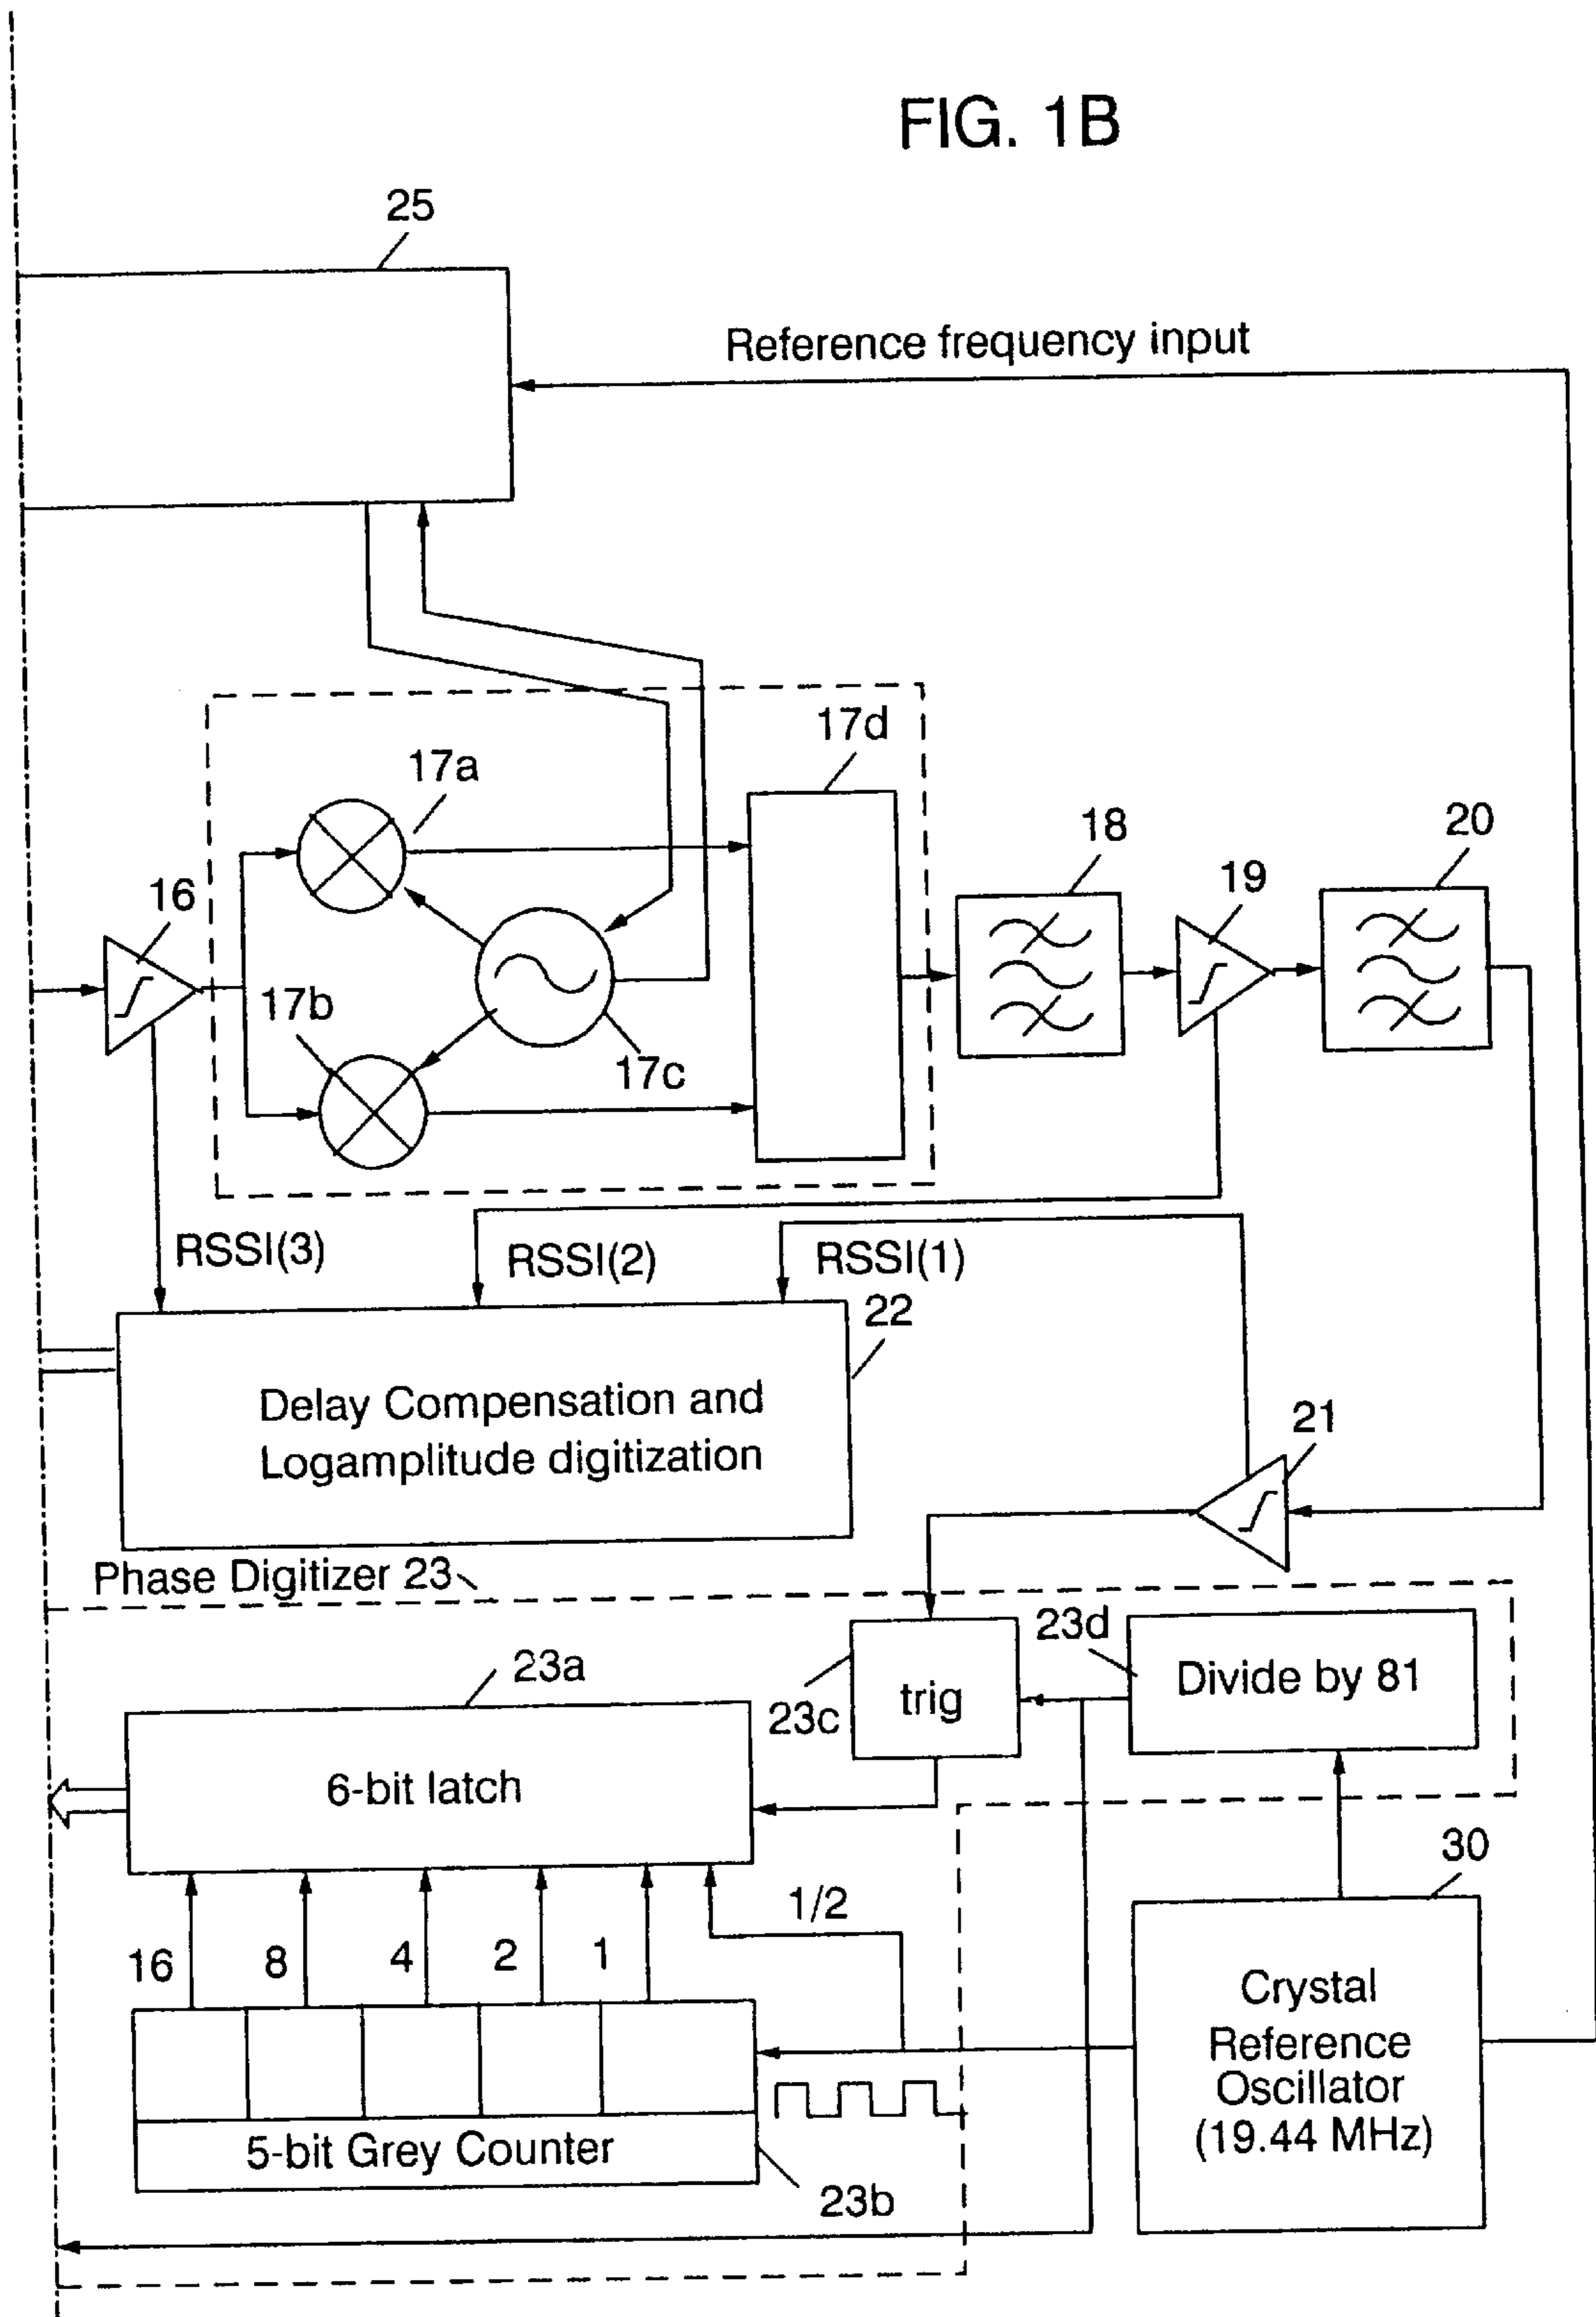 FIG. 1B
25
Reference frequency input
17d
17a
18
20
19
16
17b
17c
RSSI(3)
RSSI(2)
RSSI(1)
22
Delay Compensation and
Logamplitude digitization
21
Phase Digitizer 23
23d
23a
Divide by 81
trig
23c
6-bit latch
30
1/2
16
8
4
2
1
Crystal
Reference
Oscillator
(19.44 MHz)
5-bit Grey Counter
23b